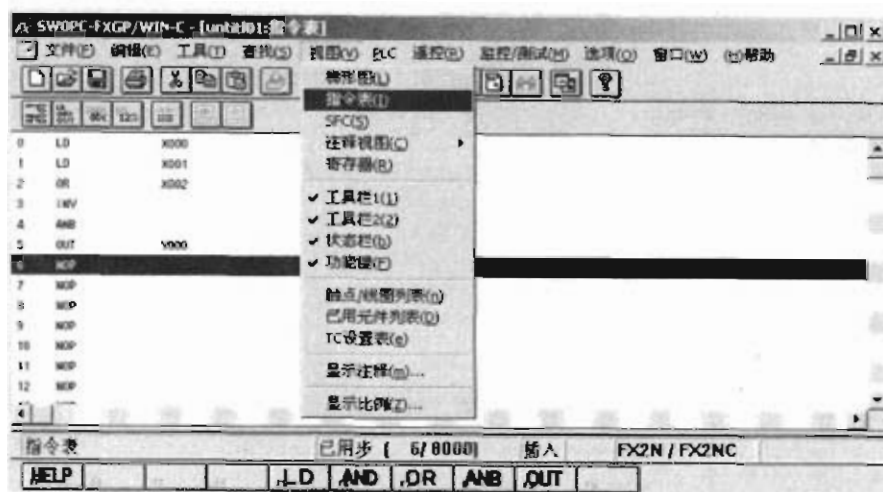 SWOPC-FXGP/WIN-C - [untitl01:指令表]
文件(F) 编辑(E) 工具(T) 查找(S) 视图(V) PLC 遥控(R) 监控/测试(M) 选项(O) 窗口(W) (H)帮助
梯形图(L)
指令表(I)
SFC(S)
注释视图(C)
寄存器(R)
工具栏1(1)
工具栏2(2)
状态栏(b)
功能键(F)
触点/线圈列表(n)
已用元件列表(D)
TC设置表(e)
显示注释(m)...
显示比例(Z)...
0 LD X000
1 LD X001
2 OR X002
3 INV
4 ANB
5 OUT Y000
6 NOP
7 NOP
8 NOP
9 NOP
10 NOP
11 NOP
12 NOP
指令表 已用步 ( 6/ 8000) 插入 FX2N / FX2NC
HELP LD AND OR ANB OUT